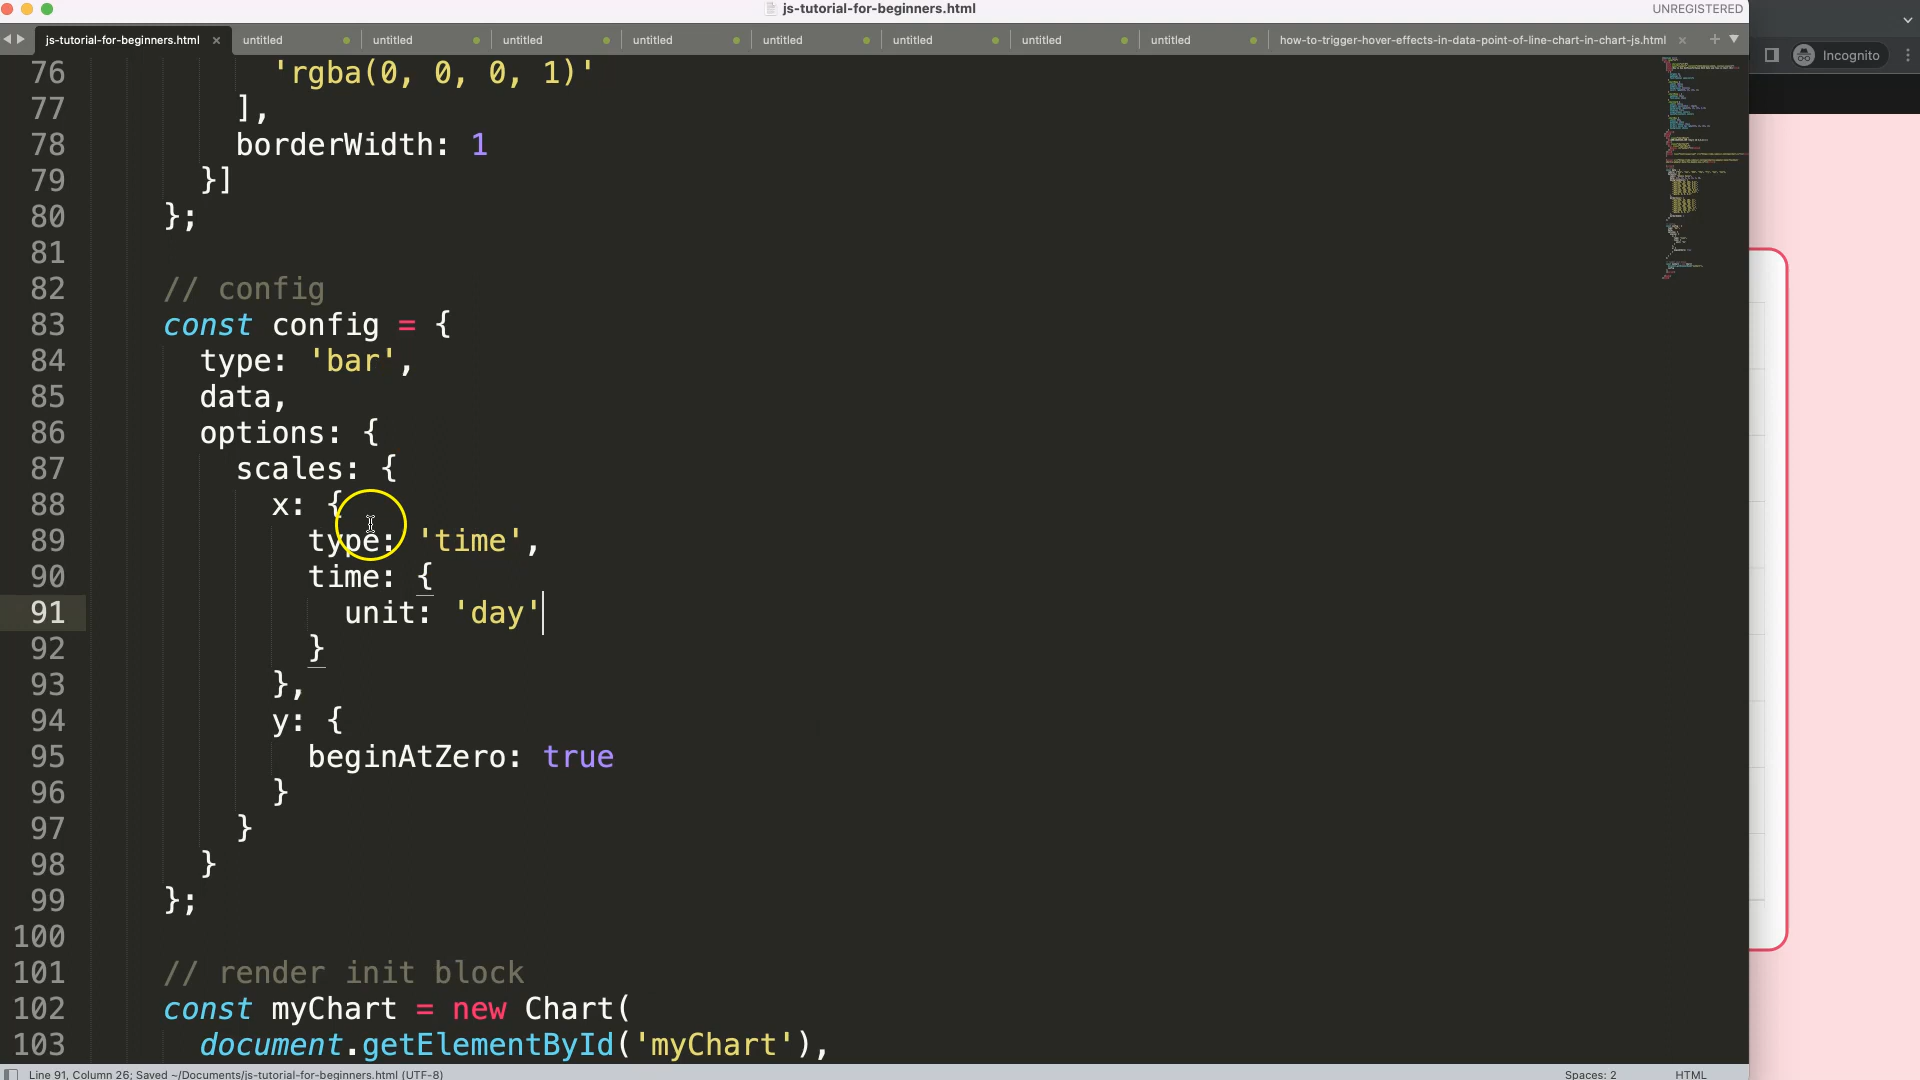 js-tutorial-for-beginners.html
UNREGISTERED
js-tutorial-for-beginners.html × untitled untitled untitled untitled untitled untitled untitled untitled how-to-trigger-hover-effects-in-data-point-of-line-chart-in-chart-js.html × +
Incognito
76 'rgba(0, 0, 0, 1)'
77 ],
78 borderWidth: 1
79 }]
80 };
81
82 // config
83 const config = {
84 type: 'bar',
85 data,
86 options: {
87 scales: {
88 x: {
89 type: 'time',
90 time: {
91 unit: 'day'
92 }
93 },
94 y: {
95 beginAtZero: true
96 }
97 }
98 }
99 };
100
101 // render init block
102 const myChart = new Chart(
103 document.getElementById('myChart'),
Line 91, Column 26; Saved ~/Documents/js-tutorial-for-beginners.html (UTF-8)
Spaces: 2
HTML